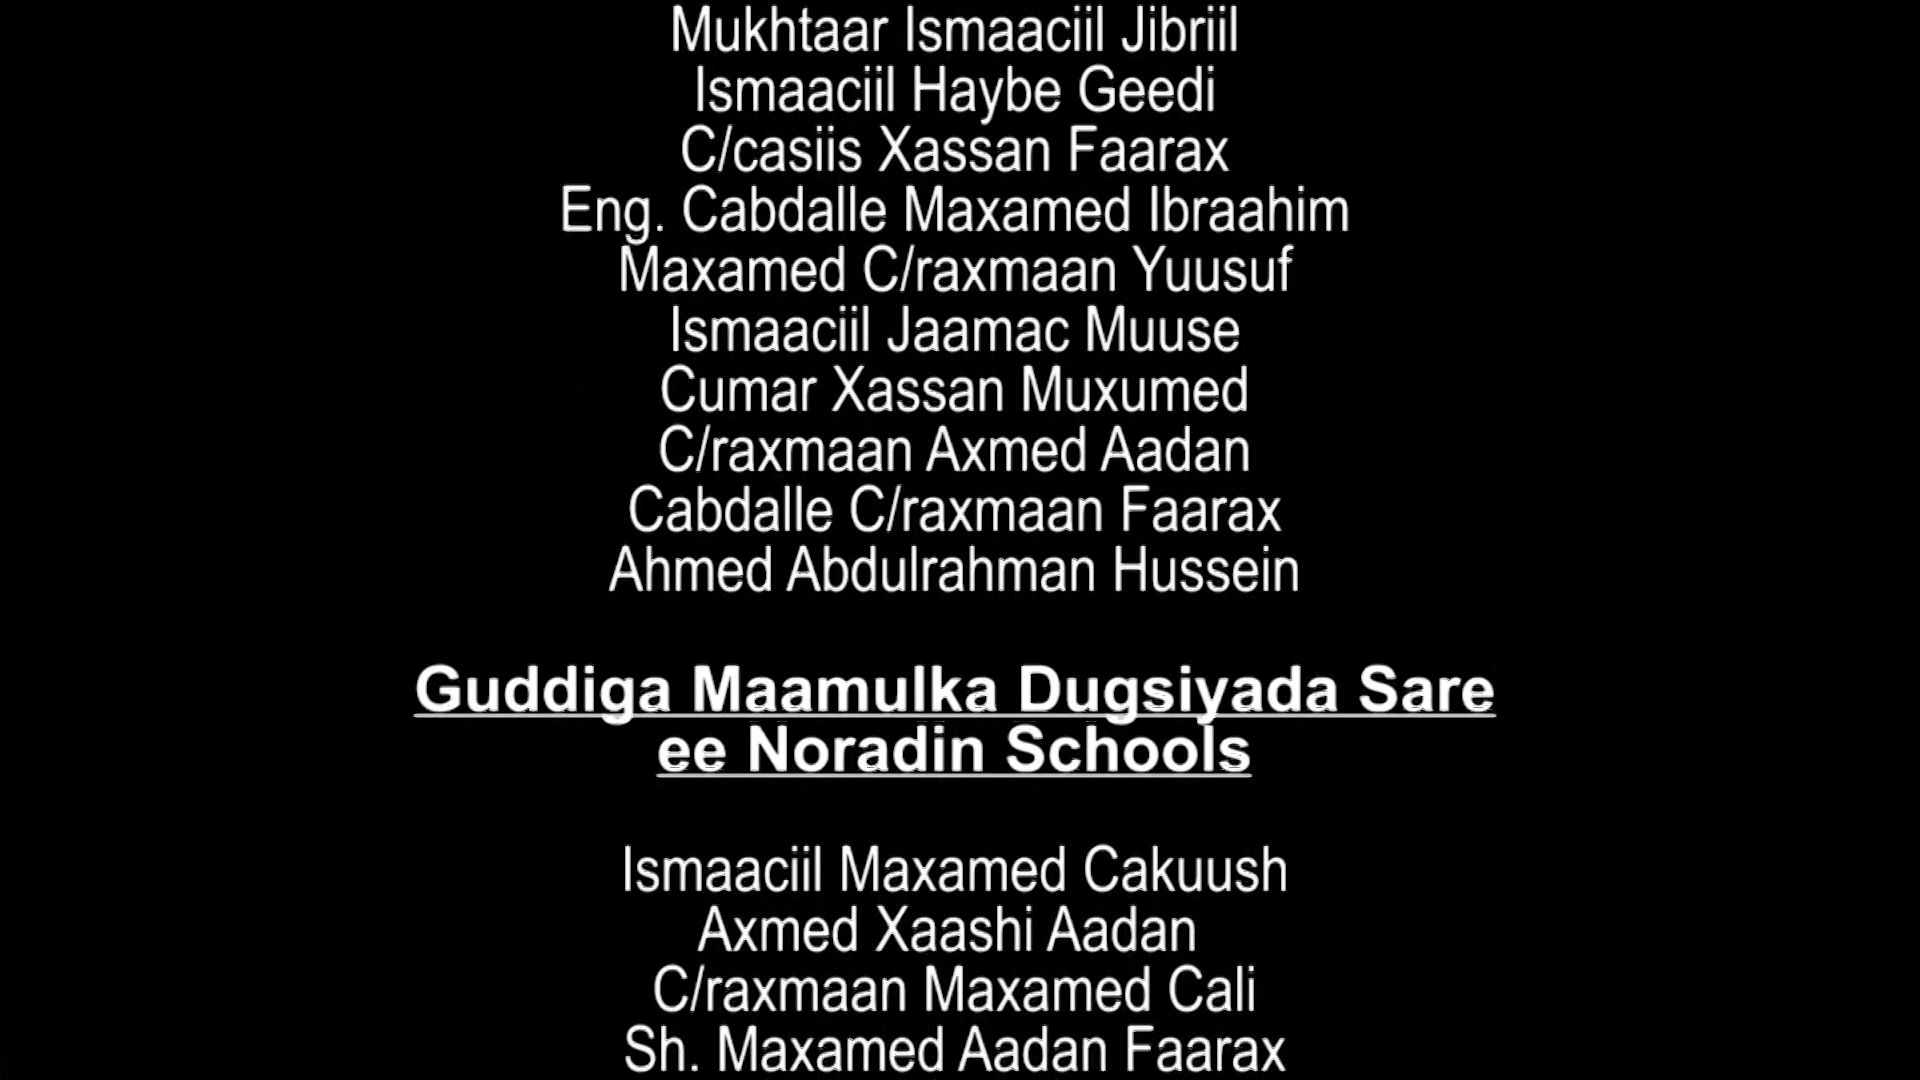 Mukhtaar Ismaaciil Jibriil
Ismaaciil Haybe Geedi
C/casiis Xassan Faarax
Eng. Cabdalle Maxamed Ibraahim
Maxamed C/raxmaan Yuusuf
Ismaaciil Jaamac Muuse
Cumar Xassan Muxumed
C/raxmaan Axmed Aadan
Cabdalle C/raxmaan Faarax
Ahmed Abdulrahman Hussein
Guddiga Maamulka Dugsiyada Sare
ee Noradin Schools
Ismaaciil Maxamed Cakuush
Axmed Xaashi Aadan
C/raxmaan Maxamed Cali
Sh. Maxamed Aadan Faarax